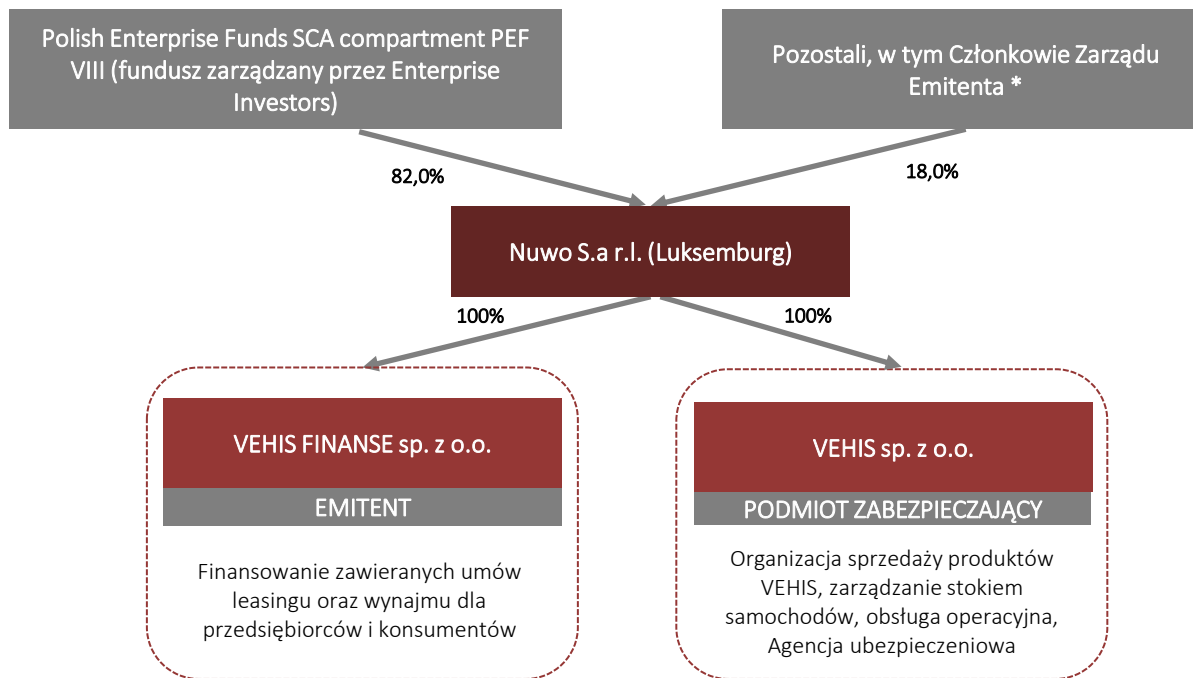 Polish Enterprise Funds SCA compartment PEF
VIII (fundusz zarządzany przez Enterprise
Investors)
Pozostali, w tym Członkowie Zarządu
Emitenta *
82,0%
18,0%
Nuwo S.a r.l. (Luksemburg)
100%
100%
VEHIS FINANSE sp. z o.o.
EMITENT
Finansowanie zawieranych umów
leasingu oraz wynajmu dla
przedsiębiorców i konsumentów
VEHIS sp. z o.o.
PODMIOT ZABEZPIECZAJĄCY
Organizacja sprzedaży produktów
VEHIS, zarządzanie stokiem
samochodów, obsługa operacyjna,
Agencja ubezpieczeniowa